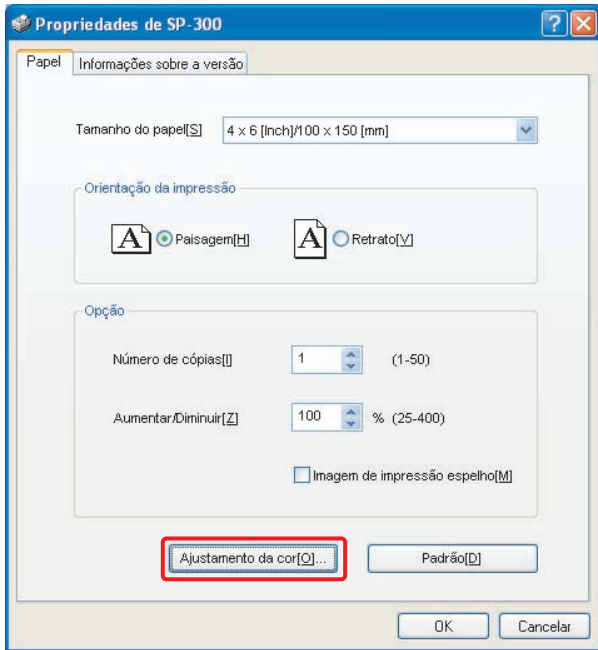 Propriedades de SP-300
Papel Informações sobre a versão
Tamanho do papel[S] 4 x 6 [Inch]/100 x 150 [mm]
Orientação da impressão
A Paisagem[H] A Retrato[V]
Opção
Número de cópias[I] 1 (1-50)
Aumentar/Diminuir[Z] 100 % (25-400)
Imagem de impressão espelho[M]
Ajustamento da cor[O]... Padrão[D]
OK Cancelar